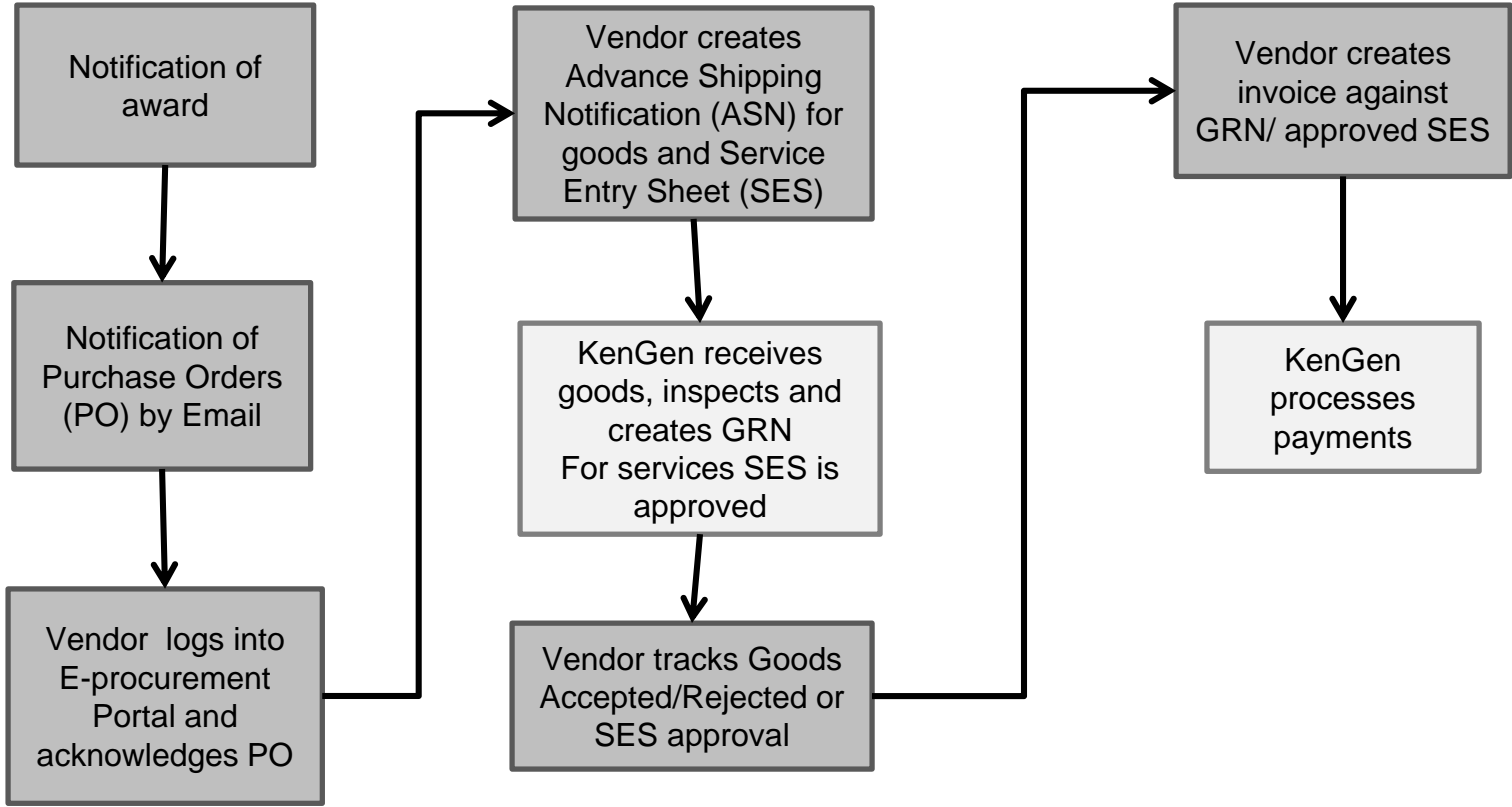 Notification of
award
Notification of
Purchase Orders
(PO) by Email
Vendor logs into
E-procurement
Portal and
acknowledges PO
Vendor creates
Advance Shipping
Notification (ASN) for
goods and Service
Entry Sheet (SES)
KenGen receives
goods, inspects and
creates GRN
For services SES is
approved
Vendor tracks Goods
Accepted/Rejected or
SES approval
Vendor creates
invoice against
GRN/ approved SES
KenGen
processes
payments